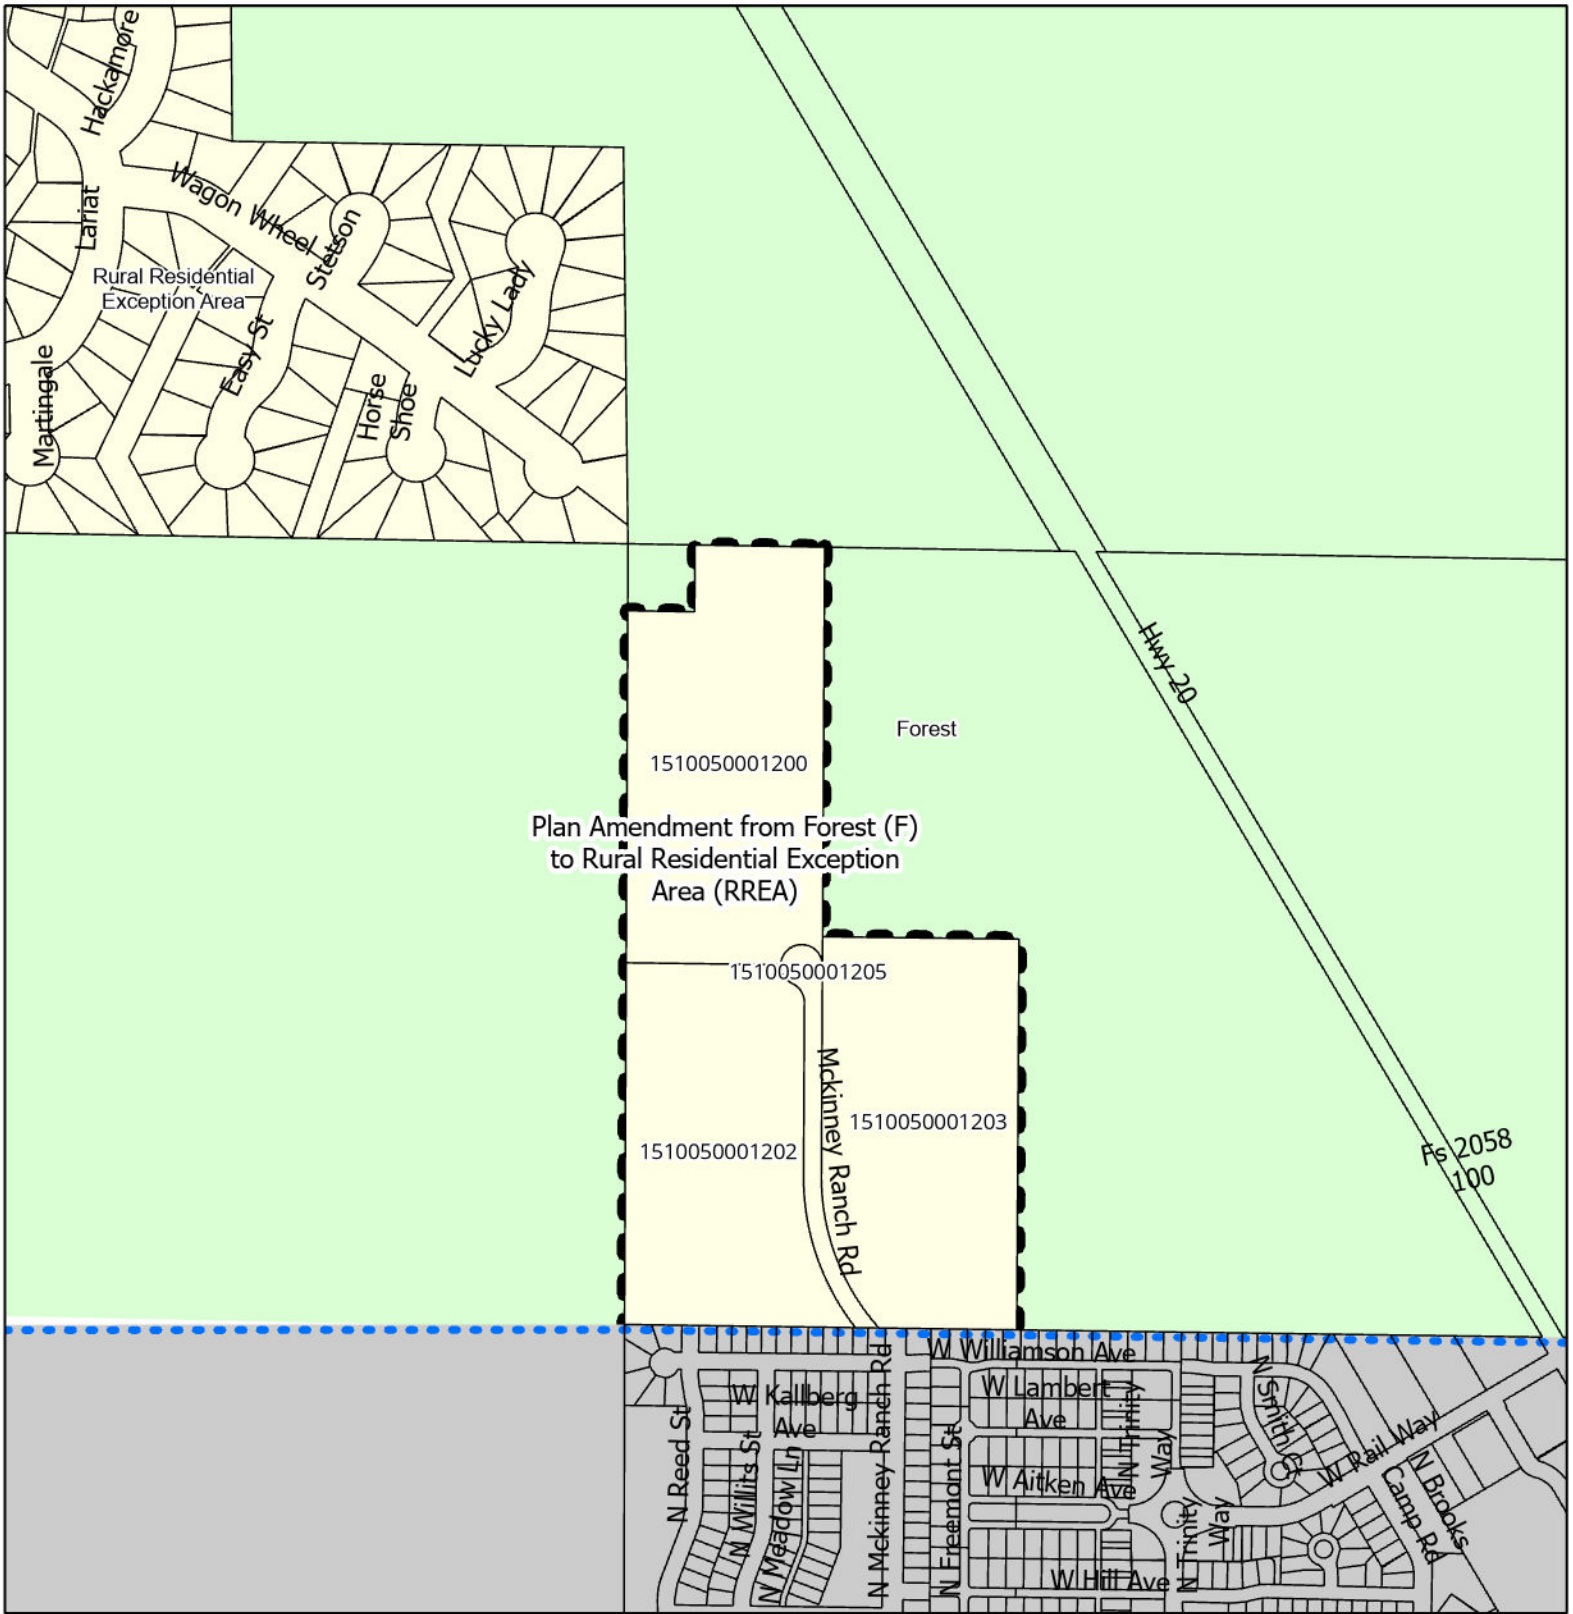 Hackamore
Wagon Wheel
Lariat
Stetson
Rural Residential
Exception Area
Lucky Lady
Easy St
Martingale
Horse
Shoe
Hwy 20
Forest
1510050001200
Plan Amendment from Forest (F)
to Rural Residential Exception
Area (RREA)
1510050001205
Mckinney Ranch Rd
1510050001203
1510050001202
Fs 2058
100
W Williamson Ave
W Kallberg
Ave
W Lambert
Ave
N Reed St
N Willits St
N Meadow Ln
N Mckinney Ranch Rd
N Freemont St
N Trinity
Way
N Smith Ct
W Rail Way
W Aitken Ave
N Trinity
Way
N Brooks
Camp Rd
W Hill Ave